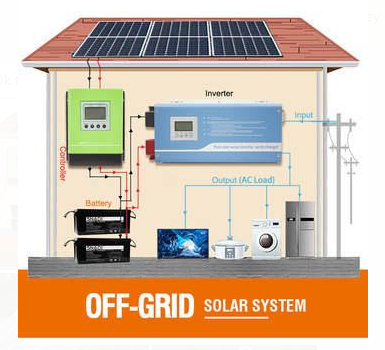 Inverter
Input
Controller
Output (AC Load)
Battery
OFF-GRID SOLAR SYSTEM